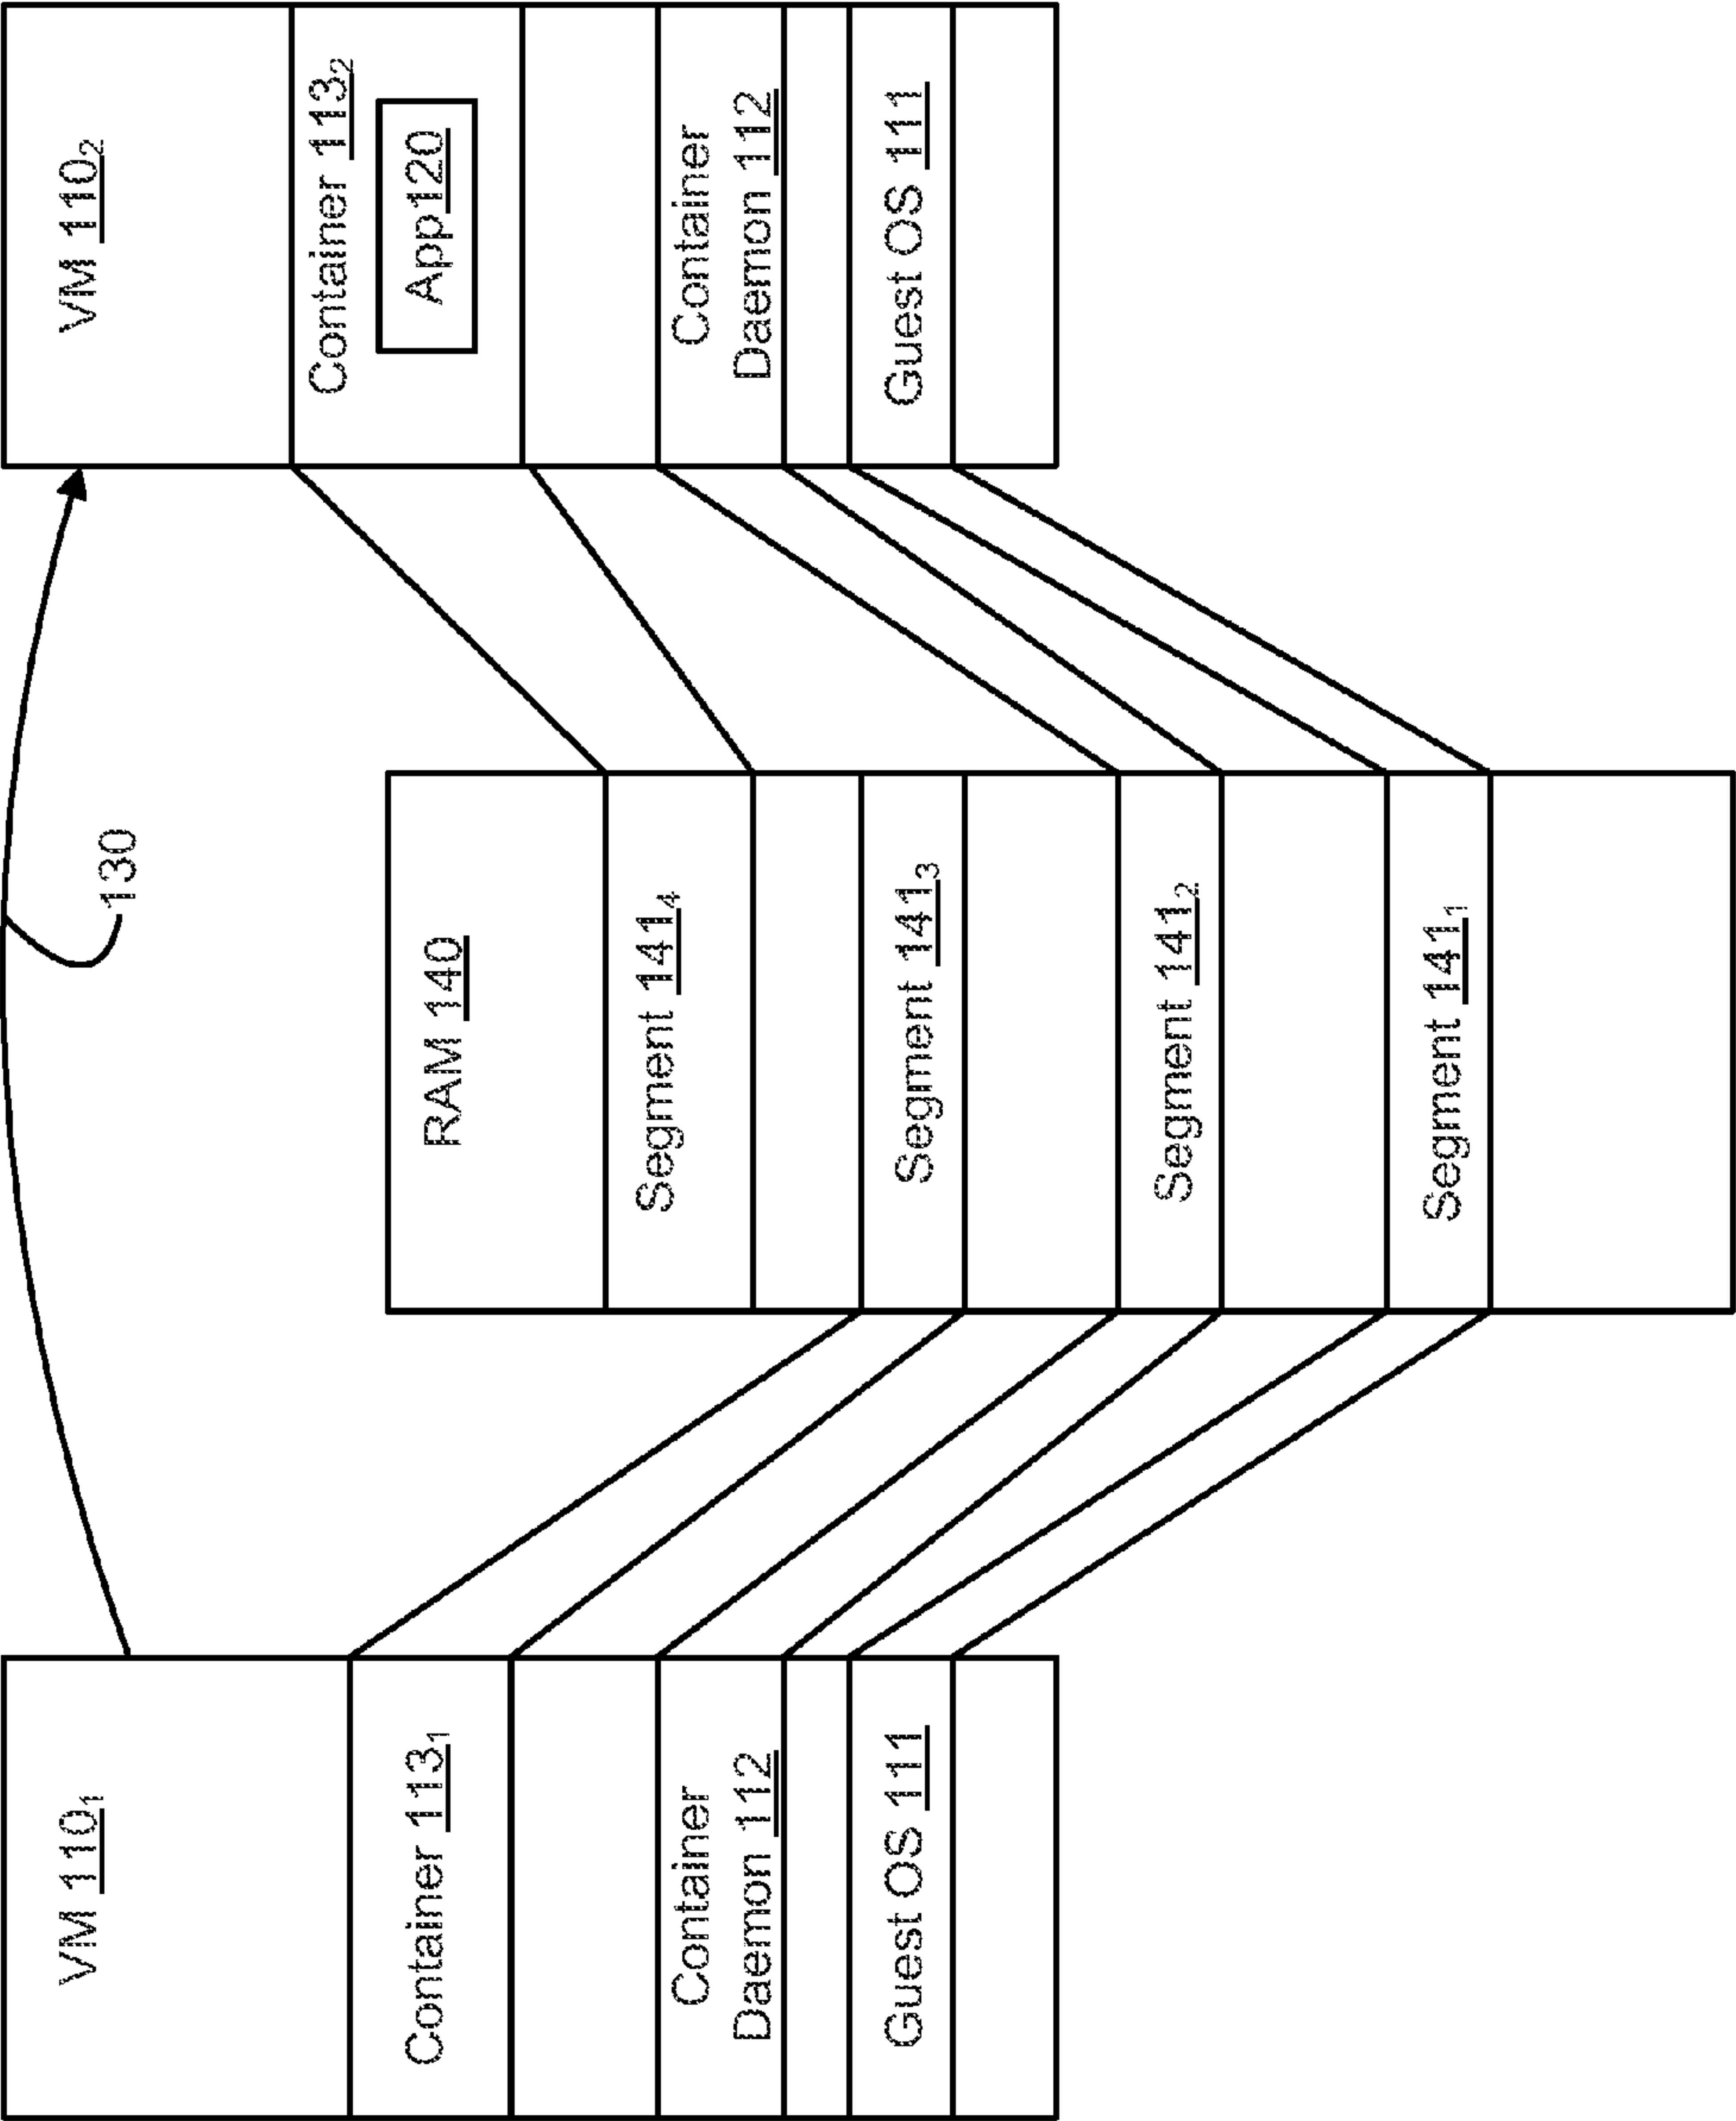 VM 110₁
Container 113₁
Container
Daemon 112
Guest OS 111
130
RAM 140
Segment 141₄
Segment 141₃
Segment 141₂
Segment 141₁
VM 110₂
Container 113₂
App120
Container
Daemon 112
Guest OS 111